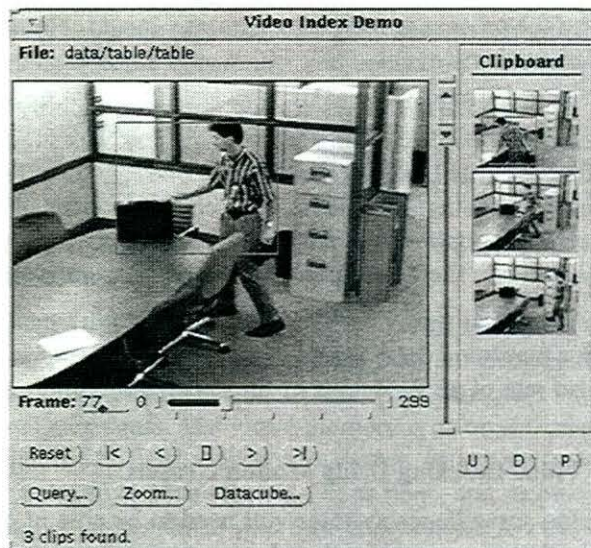 Video Index Demo
File: data/table/table
Clipboard
Frame: 77 0 299
Reset |< < [] > >|
U D P
Query... Zoom... Datacube...
3 clips found.